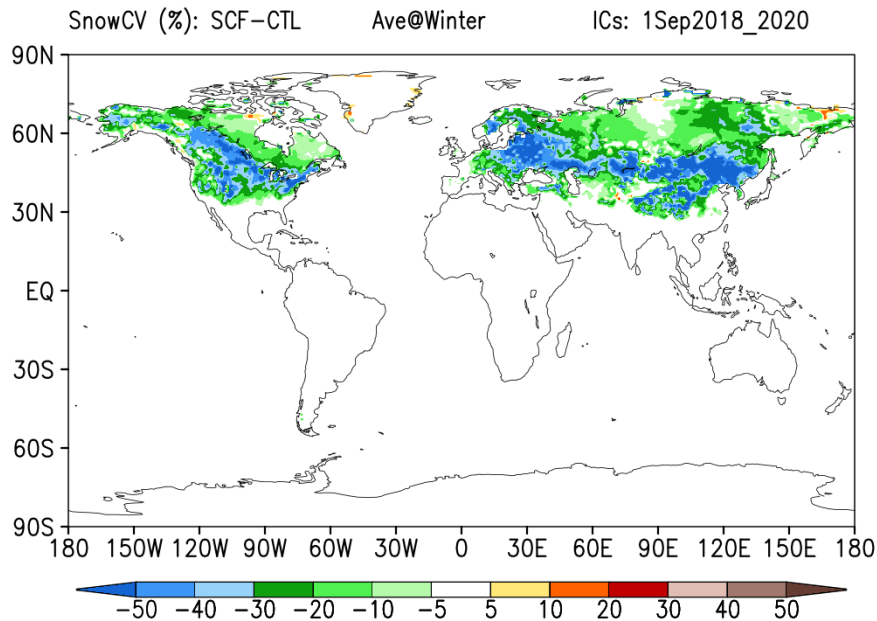 SnowCV (%): SCF-CTL Ave@Winter ICs: 1Sep2018_2020
90N
60N
30N
EQ
30S
60S
90S
180 150W 120W 90W 60W 30W 0 30E 60E 90E 120E 150E 180
-50 -40 -30 -20 -10 -5 5 10 20 30 40 50